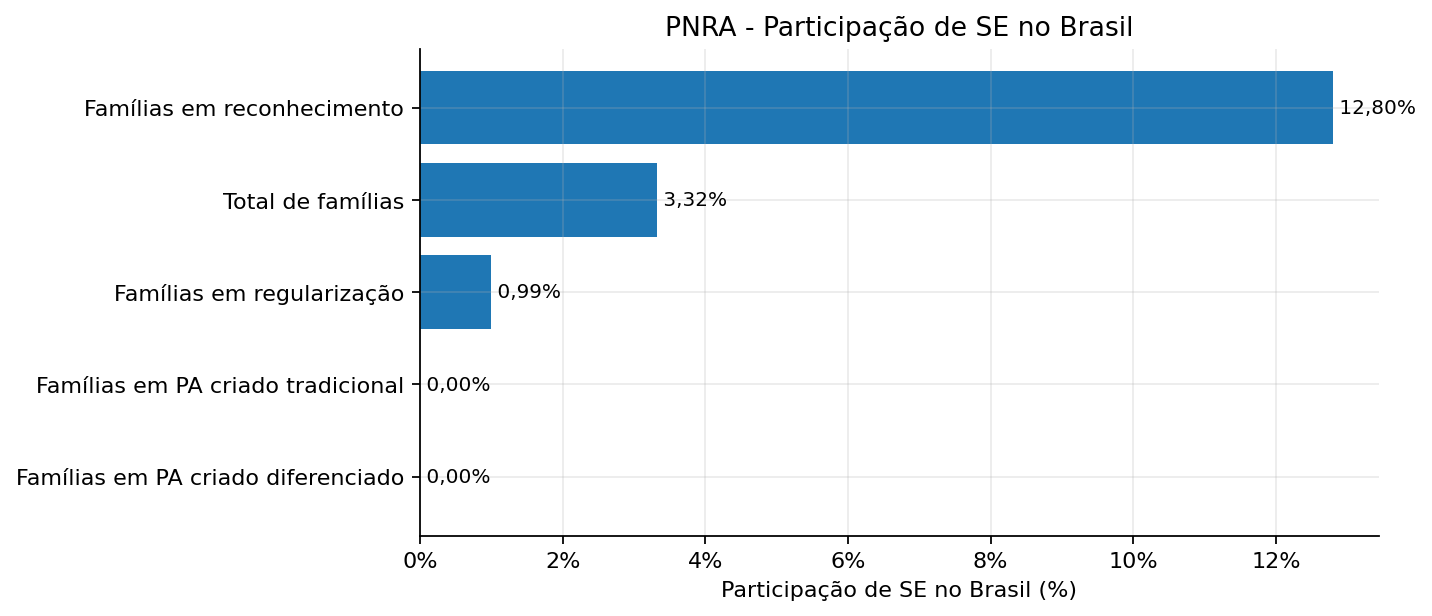 PNRA - Participação de SE no Brasil
Famílias em reconhecimento
12,80%
Total de famílias
3,32%
Famílias em regularização
0,99%
Famílias em PA criado tradicional
0,00%
Famílias em PA criado diferenciado
0,00%
0% 2% 4% 6% 8% 10% 12%
Participação de SE no Brasil (%)